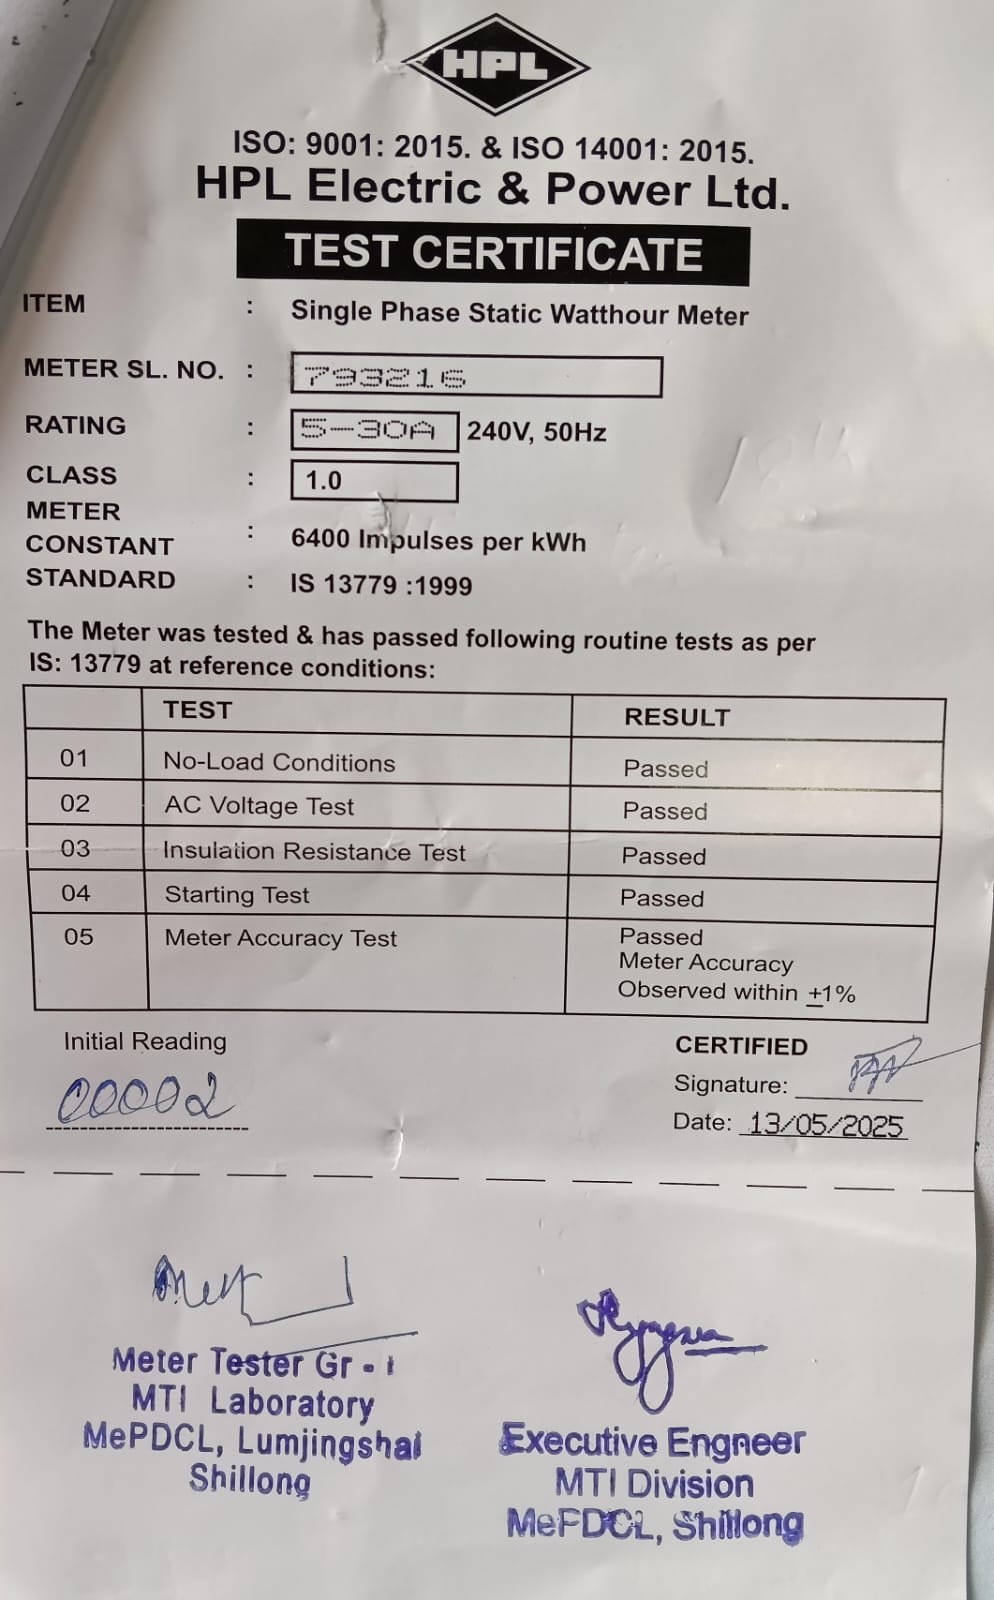 HPL
ISO: 9001: 2015. & ISO 14001: 2015.
HPL Electric & Power Ltd.
TEST CERTIFICATE
ITEM : Single Phase Static Watthour Meter
METER SL. NO. : 793216
RATING : 5-30A 240V, 50Hz
CLASS : 1.0
METER
CONSTANT : 6400 Impulses per kWh
STANDARD : IS 13779 :1999
The Meter was tested & has passed following routine tests as per
IS: 13779 at reference conditions:
TEST RESULT
01 No-Load Conditions Passed
02 AC Voltage Test Passed
03 Insulation Resistance Test Passed
04 Starting Test Passed
05 Meter Accuracy Test Passed
Meter Accuracy
Observed within ±1%
Initial Reading
00002
CERTIFIED
Signature:
Date: 13/05/2025
Meter Tester Gr - I
MTI Laboratory
MePDCL, Lumjingshai
Shillong
Executive Engneer
MTI Division
MePDCL, Shillong